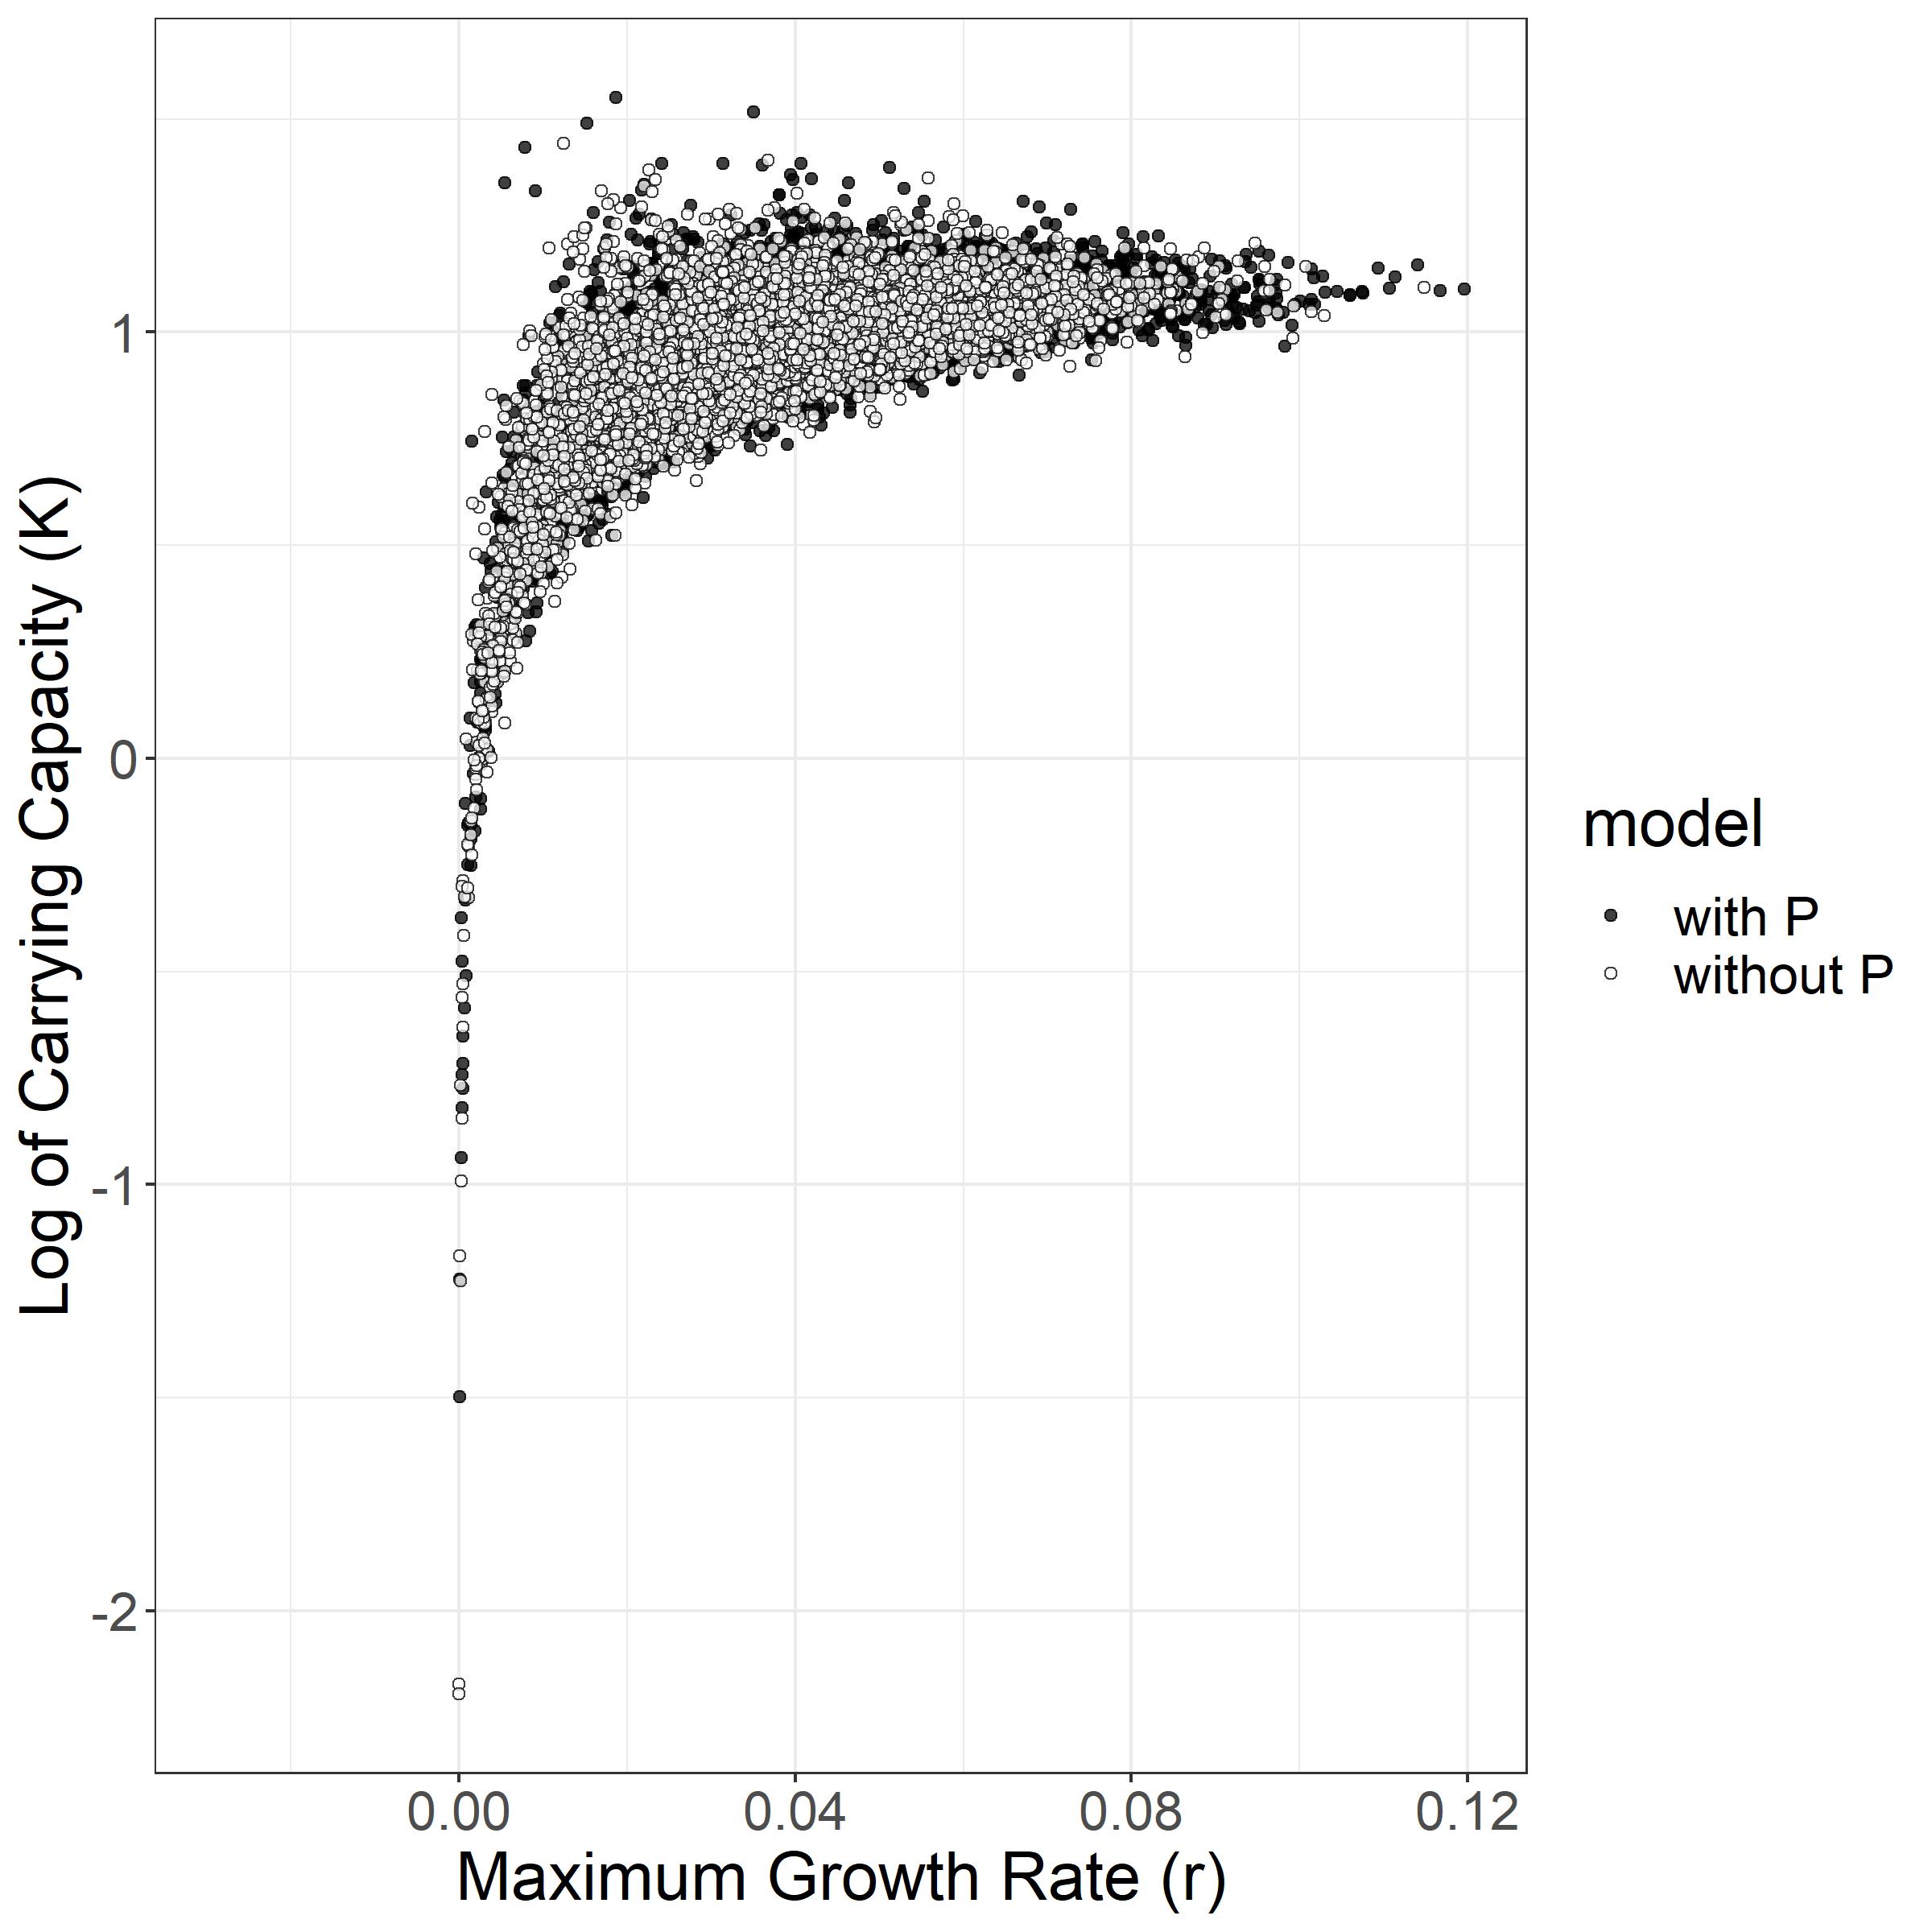 Log of Carrying Capacity (K)
1
0
-1
-2
0.00 0.04 0.08 0.12
Maximum Growth Rate (r)
model
with P
without P